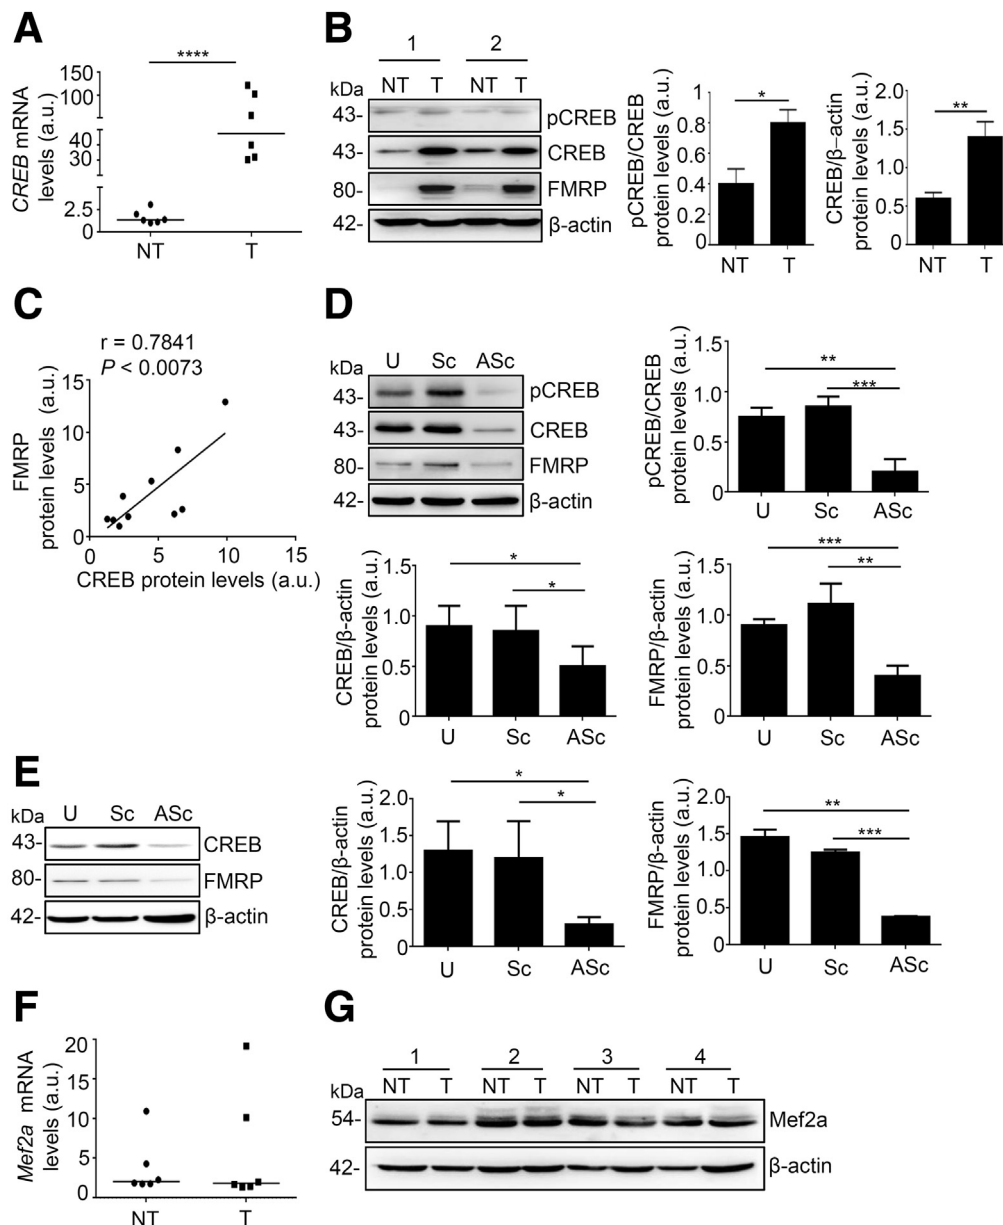 A
****
CREB mRNA
levels (a.u.)
150
100
40
30
2.5
0
NT T
B
1 2
kDa NT T NT T
43- pCREB
43- CREB
80- FMRP
42- β-actin
pCREB/CREB
protein levels (a.u.)
1
0.8
0.6
0.4
0.2
0
*
NT T
CREB/β-actin
protein levels (a.u.)
2.0
1.5
1.0
0.5
0
**
NT T
C
r = 0.7841
P < 0.0073
FMRP
protein levels (a.u.)
15
10
5
0
0 5 10 15
CREB protein levels (a.u.)
D
kDa U Sc ASc
43- pCREB
43- CREB
80- FMRP
42- β-actin
pCREB/CREB
protein levels (a.u.)
1.5
1.0
0.5
0
**
***
U Sc ASc
CREB/β-actin
protein levels (a.u.)
1.5
1.0
0.5
0
*
*
U Sc ASc
FMRP/β-actin
protein levels (a.u.)
1.5
1.0
0.5
0
***
**
U Sc ASc
E
kDa U Sc ASc
43- CREB
80- FMRP
42- β-actin
CREB/β-actin
protein levels (a.u.)
2.0
1.5
1.0
0.5
0
*
*
U Sc ASc
FMRP/β-actin
protein levels (a.u.)
2.0
1.5
1.0
0.5
0
**
***
U Sc ASc
F
Mef2a mRNA
levels (a.u.)
20
15
10
5
0
NT T
G
1 2 3 4
kDa NT T NT T NT T NT T
54- Mef2a
42- β-actin